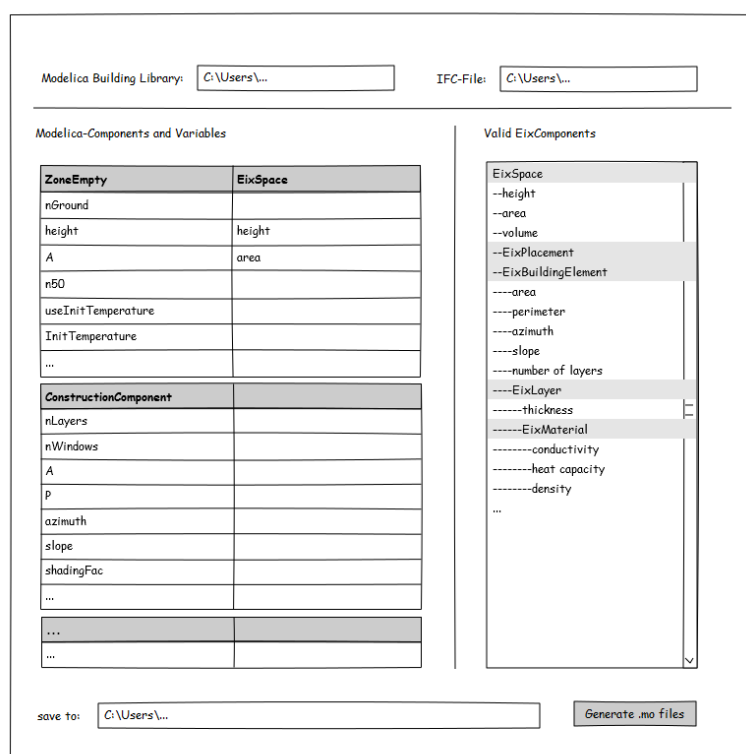 Modelica Building Library: C:\Users\... IFC-File: C:\Users\...
Modelica-Components and Variables
ZoneEmpty EixSpace
nGround
height height
A area
n50
useInitTemperature
InitTemperature
...
ConstructionComponent
nLayers
nWindows
A
P
azimuth
slope
shadingFac
...
...
...
Valid EixComponents
EixSpace
--height
--area
--volume
--EixPlacement
--EixBuildingElement
----area
----perimeter
----azimuth
----slope
----number of layers
----EixLayer
------thickness
------EixMaterial
--------conductivity
--------heat capacity
--------density
...
save to: C:\Users\... Generate .mo files